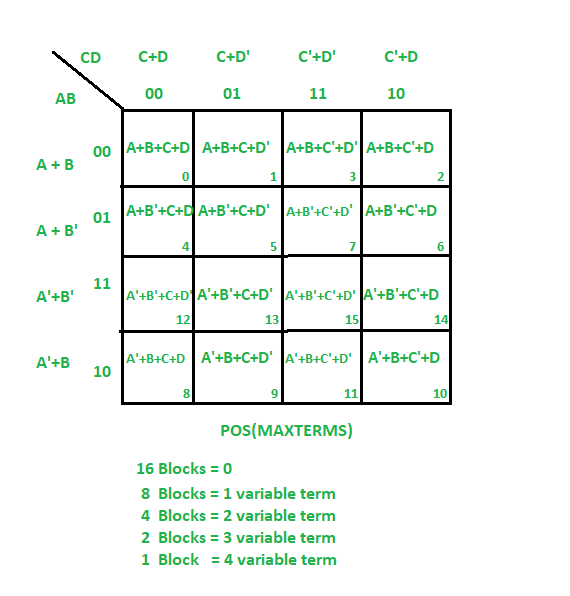 CD C+D C+D' C'+D' C'+D
AB 00 01 11 10
A + B 00 A+B+C+D A+B+C+D' A+B+C'+D' A+B+C'+D
0 1 3 2
A + B' 01 A+B'+C+D A+B'+C+D' A+B'+C'+D' A+B'+C'+D
4 5 7 6
A'+B' 11 A'+B'+C+D' A'+B'+C+D' A'+B'+C'+D' A'+B'+C'+D
12 13 15 14
A'+B 10 A'+B+C+D A'+B+C+D' A'+B+C'+D' A'+B+C'+D
8 9 11 10
POS(MAXTERMS)
16 Blocks = 0
8 Blocks = 1 variable term
4 Blocks = 2 variable term
2 Blocks = 3 variable term
1 Block = 4 variable term